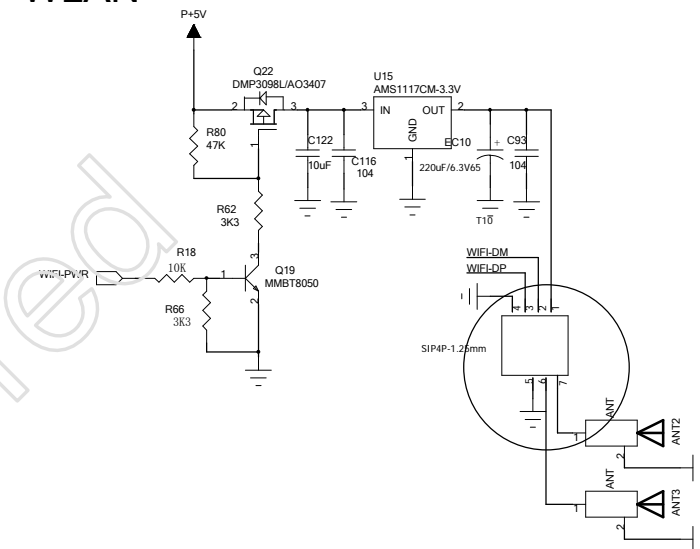 P+5V
Q22
DMP3098L/AO3407
2
3
1
R80
47K
C122
10uF
C116
104
U15
AMS1117CM-3.3V
3
IN
OUT
2
GND
1
EC10
+
220uF/6.3V65
T10
C93
104
R62
3K3
WIFI-PWR
R18
10K
1
3
2
Q19
MMBT8050
R66
3K3
WIFI-DM
WIFI-DP
4
3
2
1
SIP4P-1.25mm
5
6
7
ANT
1
2
ANT2
ANT
1
2
ANT3